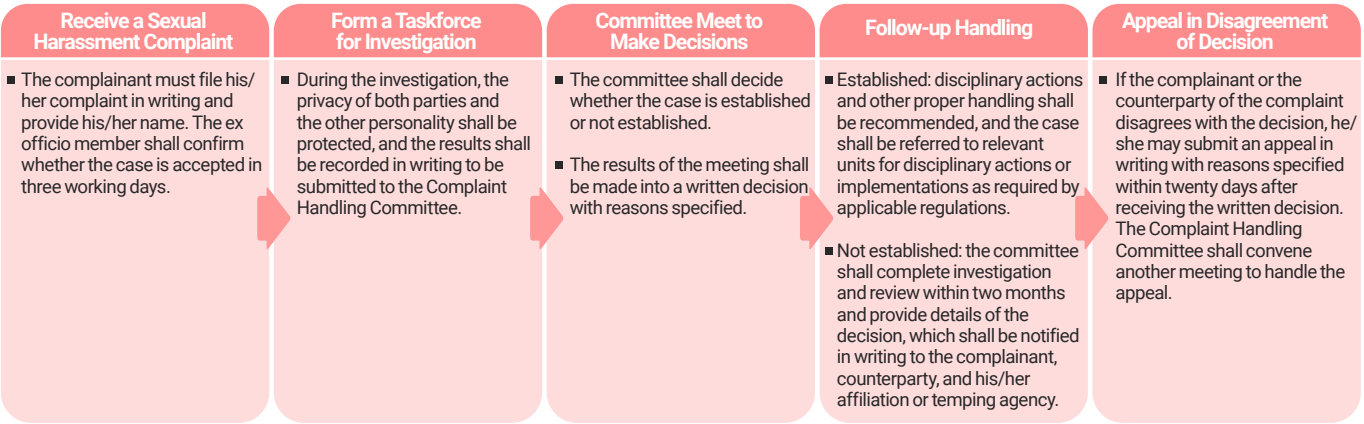 Receive a Sexual
Harassment Complaint
■ The complainant must file his/
her complaint in writing and
provide his/her name. The ex
officio member shall confirm
whether the case is accepted in
three working days.
Form a Taskforce
for Investigation
■ During the investigation, the
privacy of both parties and
the other personality shall be
protected, and the results shall
be recorded in writing to be
submitted to the Complaint
Handling Committee.
Committee Meet to
Make Decisions
■ The committee shall decide
whether the case is established
or not established.
■ The results of the meeting shall
be made into a written decision
with reasons specified.
Follow-up Handling
■ Established: disciplinary actions
and other proper handling shall
be recommended, and the case
shall be referred to relevant
units for disciplinary actions or
implementations as required by
applicable regulations.
■ Not established: the committee
shall complete investigation
and review within two months
and provide details of the
decision, which shall be notified
in writing to the complainant,
counterparty, and his/her
affiliation or temping agency.
Appeal in Disagreement
of Decision
■ If the complainant or the
counterparty of the complaint
disagrees with the decision, he/
she may submit an appeal in
writing with reasons specified
within twenty days after
receiving the written decision.
The Complaint Handling
Committee shall convene
another meeting to handle the
appeal.